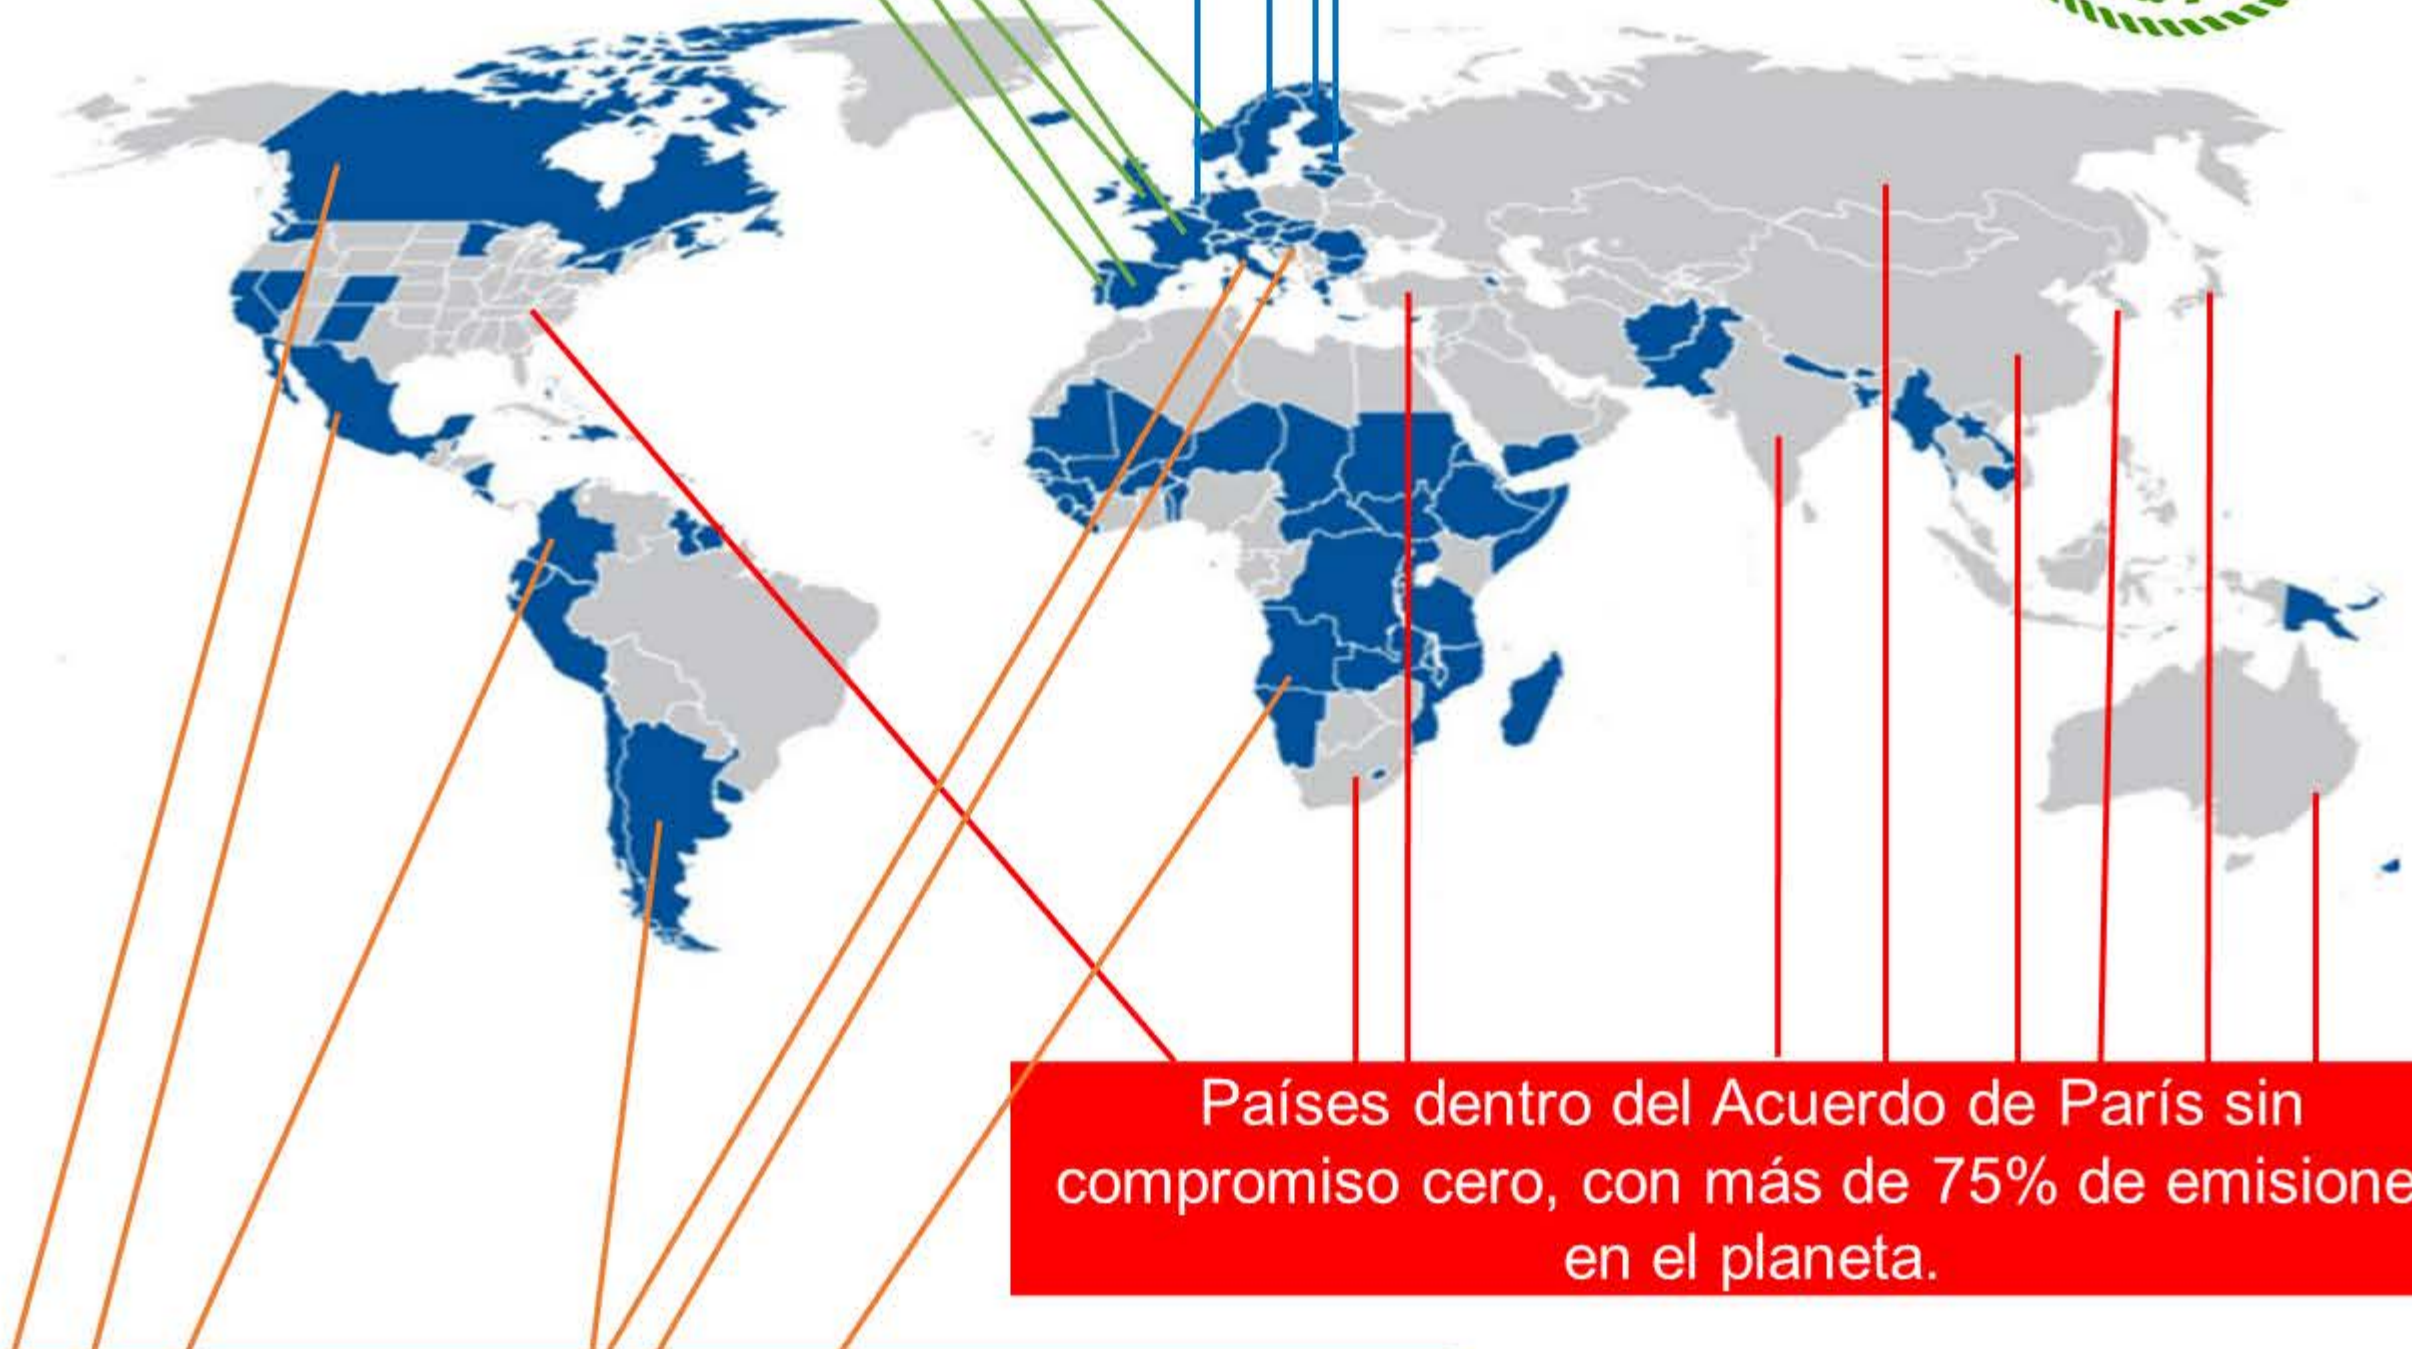 Países dentro del Acuerdo de París sin
compromiso cero, con más de 75% de emisione
en el planeta.